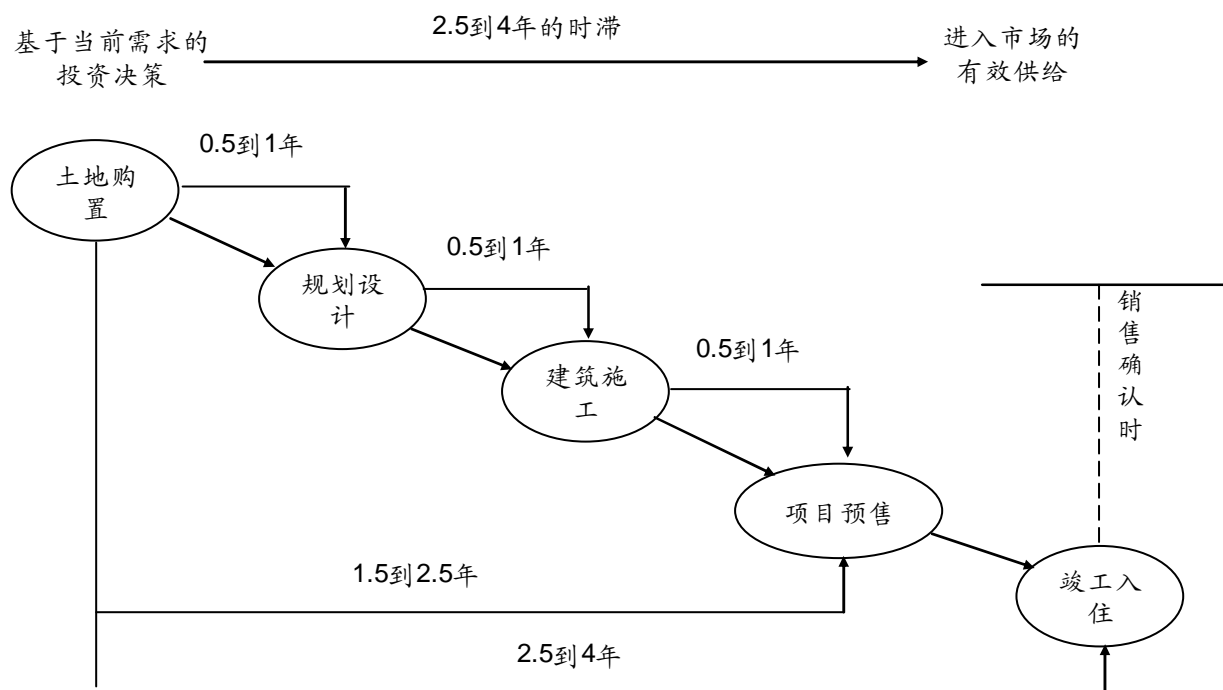 2.5到4年的时滞
基于当前需求的
投资决策
进入市场的
有效供给
0.5到1年
土地购
置
0.5到1年
规划设
计
销售确认时
0.5到1年
建筑施
工
项目预售
1.5到2.5年
竣工入
住
2.5到4年